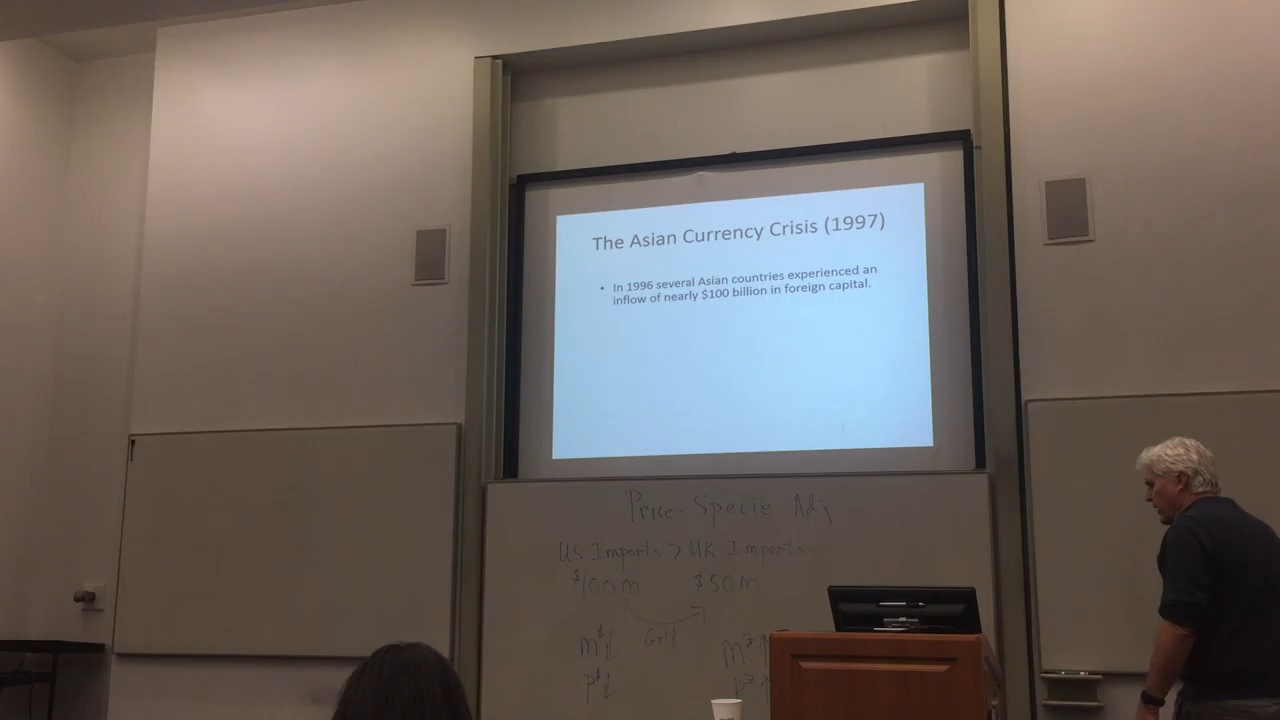 The Asian Currency Crisis (1997)
• In 1996 several Asian countries experienced an
inflow of nearly $100 billion in foreign capital.
Price-Specie Adj
US Imports > UK Imports
$100m $50m
Gold
m$↓ m£↑
p$↓ p£↑